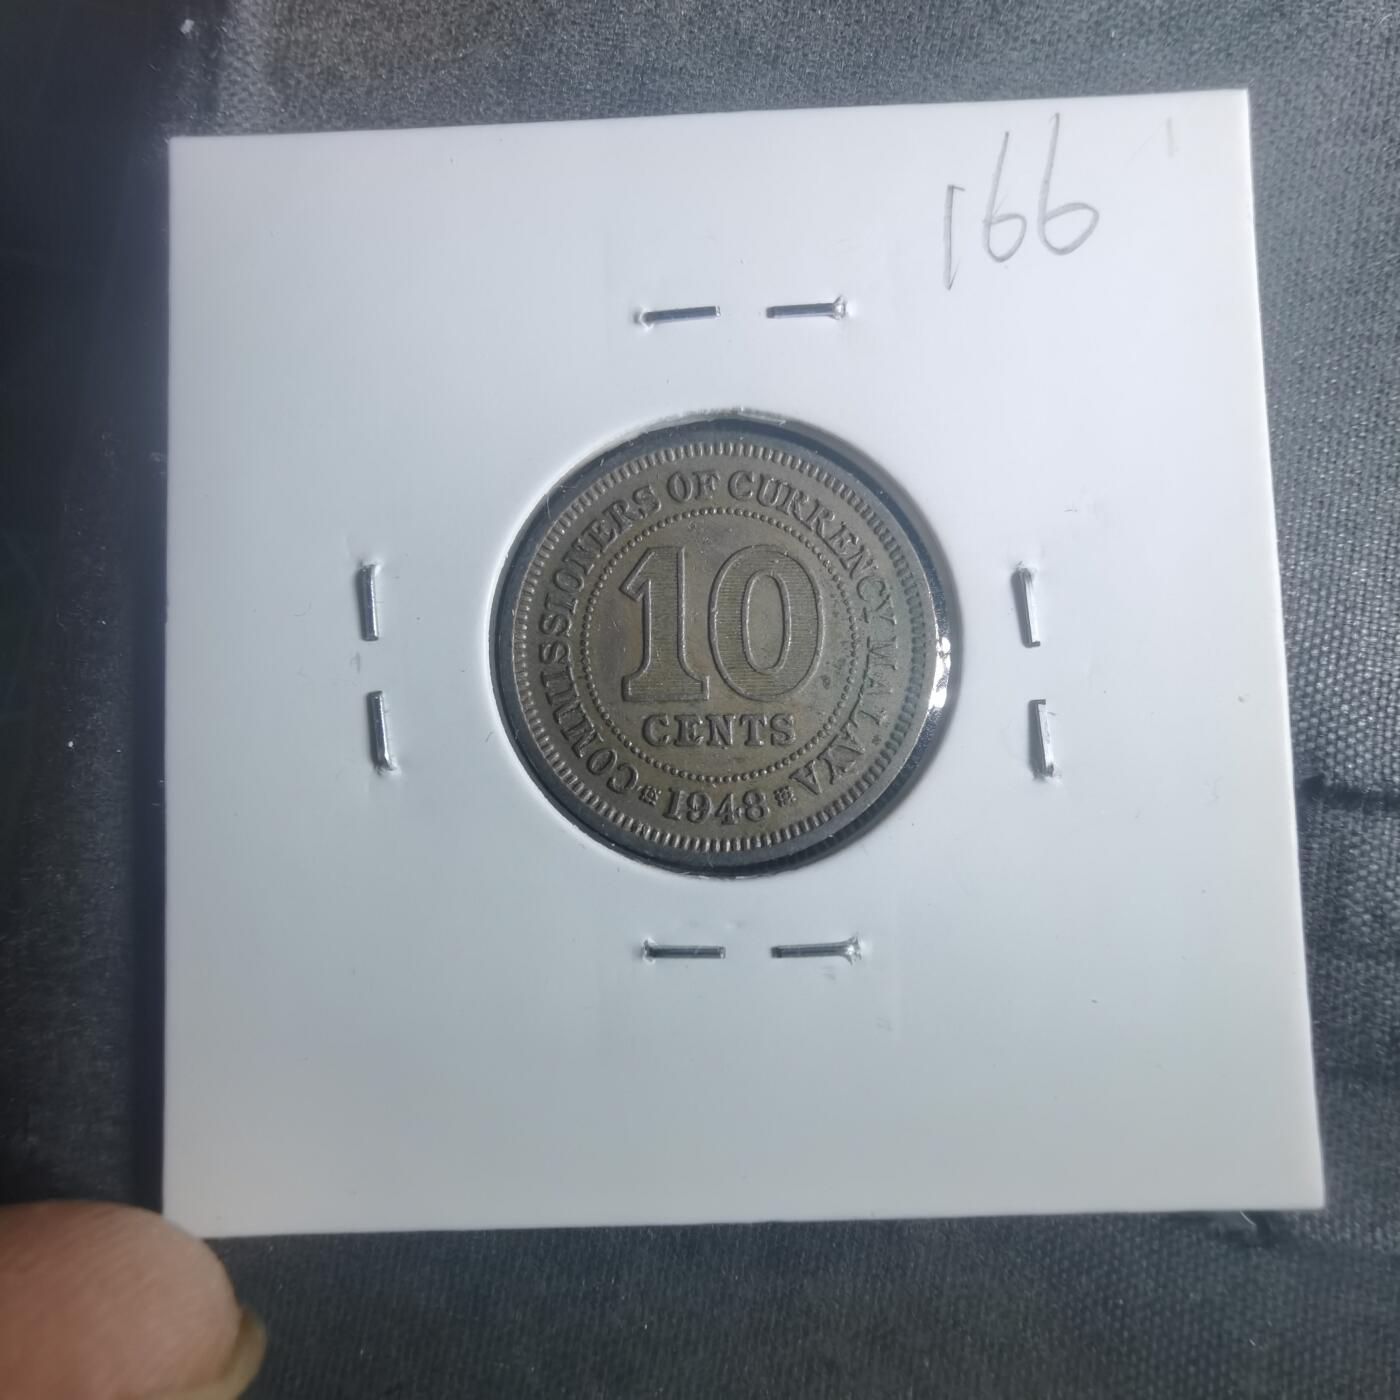 166
COMMISSIONERS OF CURRENCY MALAYA
10
CENTS
1948